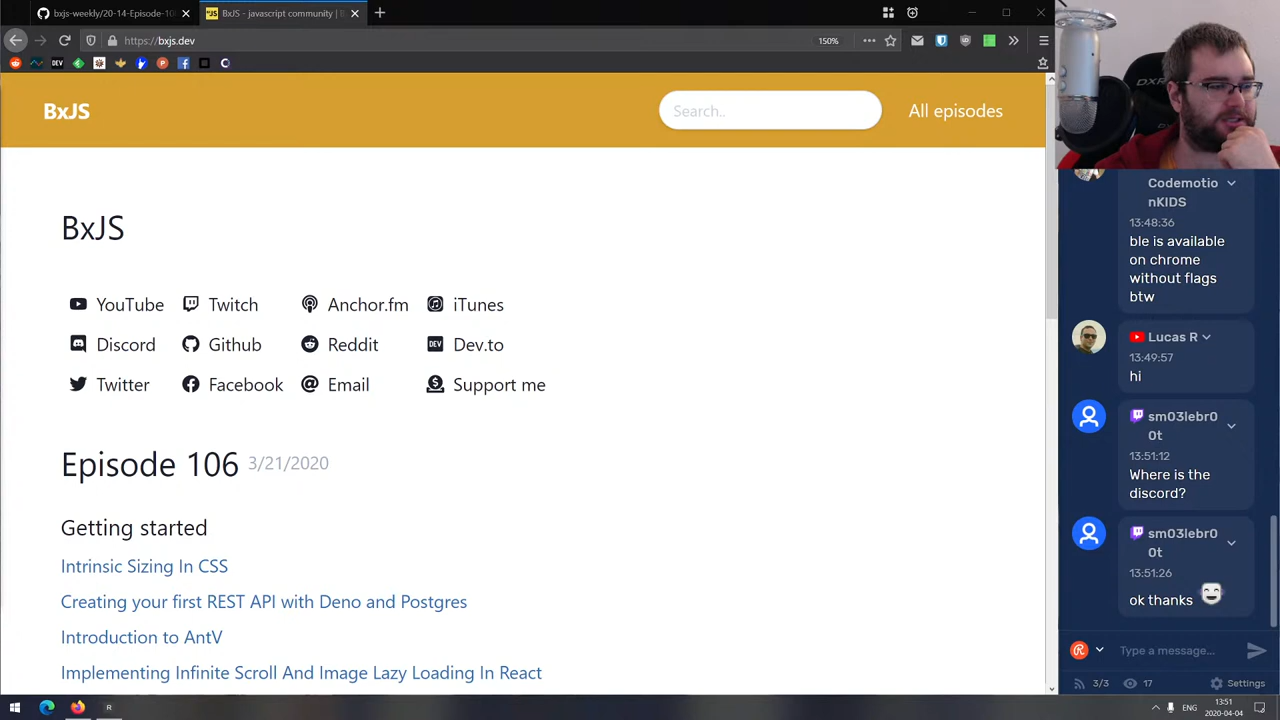 bxjs-weekly/20-14-Episode-10
BxJS - javascript community |
https://bxjs.dev
150%
BxJS
Search..
All episodes
BxJS
YouTube
Twitch
Anchor.fm
iTunes
Discord
Github
Reddit
Dev.to
Twitter
Facebook
Email
Support me
Episode 106 3/21/2020
Getting started
Intrinsic Sizing In CSS
Creating your first REST API with Deno and Postgres
Introduction to AntV
Implementing Infinite Scroll And Image Lazy Loading In React
DXR
Codemotio
nKIDS
13:48:36
ble is available
on chrome
without flags
btw
Lucas R
13:49:57
hi
sm03lebr0
0t
13:51:12
Where is the
discord?
sm03lebr0
0t
13:51:26
ok thanks
Type a message...
3/3
17
Settings
ENG
13:51
2020-04-04